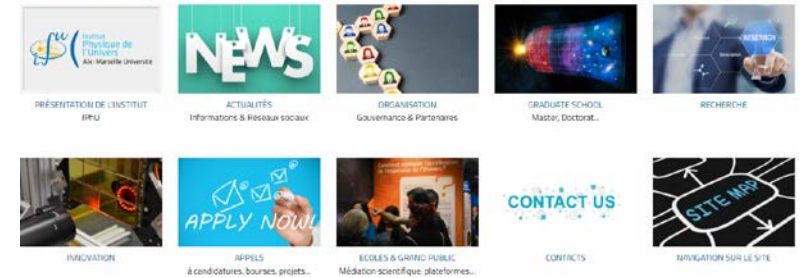 Institut
Physique de
l'Univers
Aix-Marseille Université
NEWS
RESEARCH
PRÉSENTATION DE L'INSTITUT
IPhU
ACTUALITÉS
Informations & Réseaux sociaux
ORGANISATION
Gouvernance & Partenaires
GRADUATE SCHOOL
Master, Doctorat...
RECHERCHE
APPLY NOW!
CONTACT US
SITE MAP
INNOVATION
APPELS
à candidatures, bourses, projets...
ECOLES & GRAND PUBLIC
Médiation scientifique, plateformes...
CONTACTS
NAVIGATION SUR LE SITE